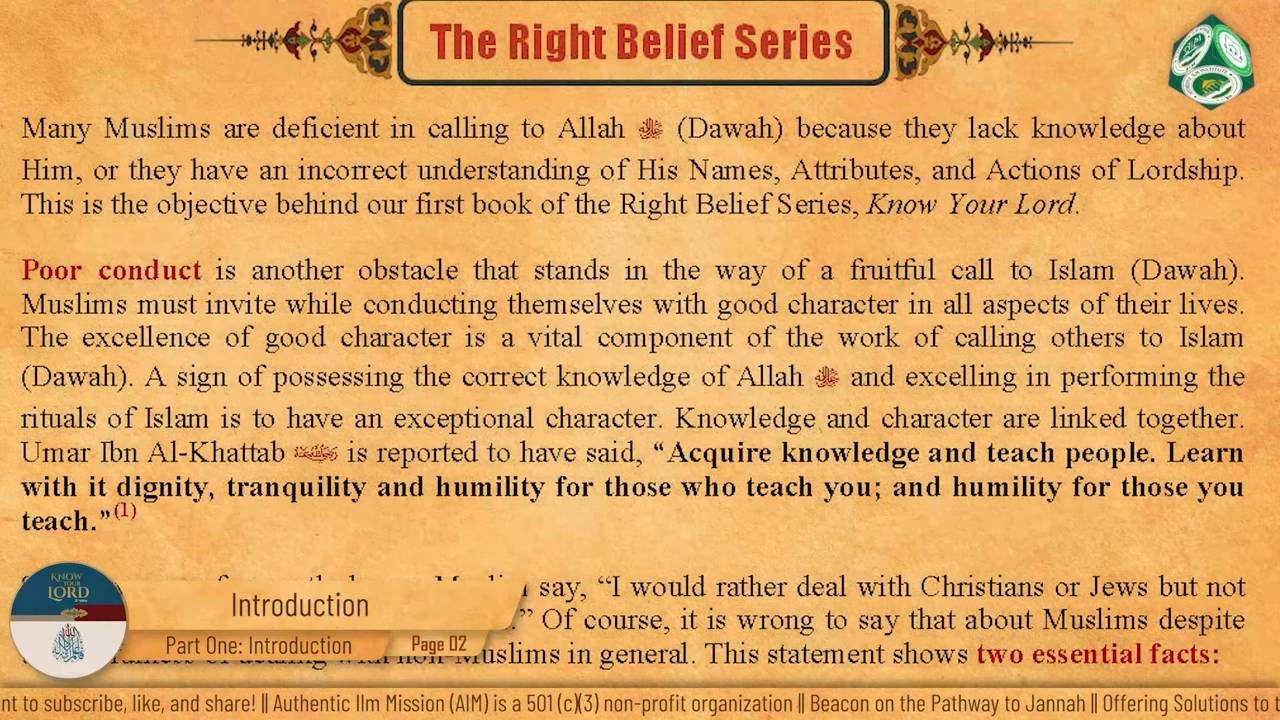 The Right Belief Series
Many Muslims are deficient in calling to Allah ﷻ (Dawah) because they lack knowledge about
Him, or they have an incorrect understanding of His Names, Attributes, and Actions of Lordship.
This is the objective behind our first book of the Right Belief Series, Know Your Lord.
Poor conduct is another obstacle that stands in the way of a fruitful call to Islam (Dawah).
Muslims must invite while conducting themselves with good character in all aspects of their lives.
The excellence of good character is a vital component of the work of calling others to Islam
(Dawah). A sign of possessing the correct knowledge of Allah ﷻ and excelling in performing the
rituals of Islam is to have an exceptional character. Knowledge and character are linked together.
Umar Ibn Al-Khattab is reported to have said, “Acquire knowledge and teach people. Learn
with it dignity, tranquility and humility for those who teach you; and humility for those you
teach.”(1)
say, “I would rather deal with Christians or Jews but not
.” Of course, it is wrong to say that about Muslims despite
of dealing with non-Muslims in general. This statement shows two essential facts:
KNOW
YOUR
LORD
Introduction
Part One: Introduction
Page 02
nt to subscribe, like, and share! || Authentic Ilm Mission (AIM) is a 501 (c)(3) non-profit organization || Beacon on the Pathway to Jannah || Offering Solutions to